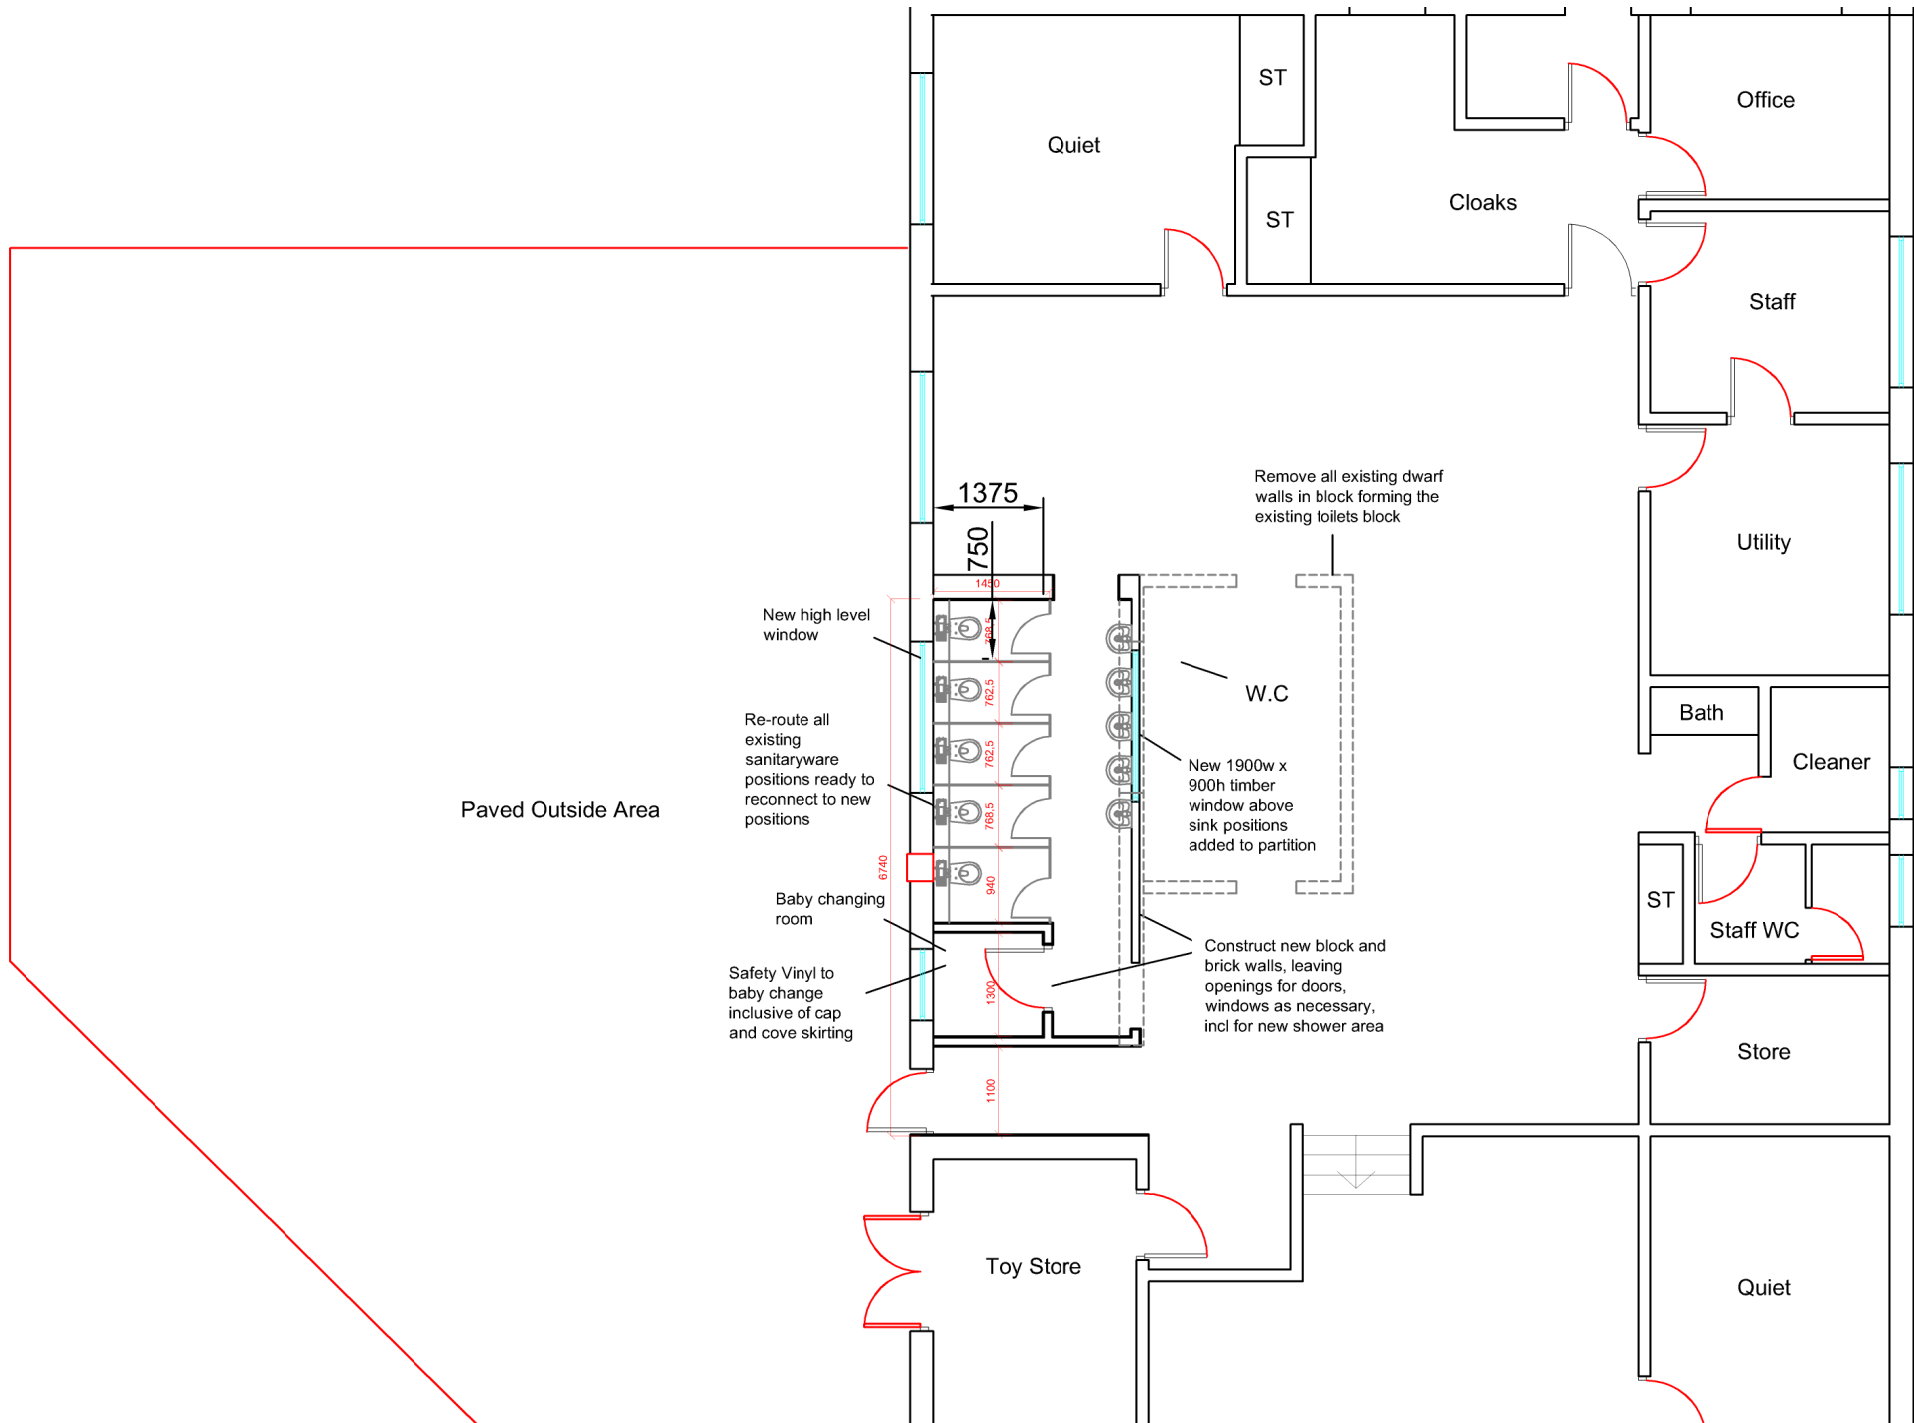 ST
Office
Quiet
Cloaks
ST
Staff
Remove all existing dwarf
walls in block forming the
existing toilets block
1375
750
Utility
1450
New high level
window
768,5
762,5
W.C
Bath
Re-route all
existing
sanitaryware
positions ready to
reconnect to new
positions
762,5
New 1900w x
900h timber
window above
sink positions
added to partition
Cleaner
Paved Outside Area
768,5
6740
940
Baby changing
room
ST
Staff WC
Safety Vinyl to
baby change
inclusive of cap
and cove skirting
1300
Construct new block and
brick walls, leaving
openings for doors,
windows as necessary,
incl for new shower area
Store
1100
Toy Store
Quiet